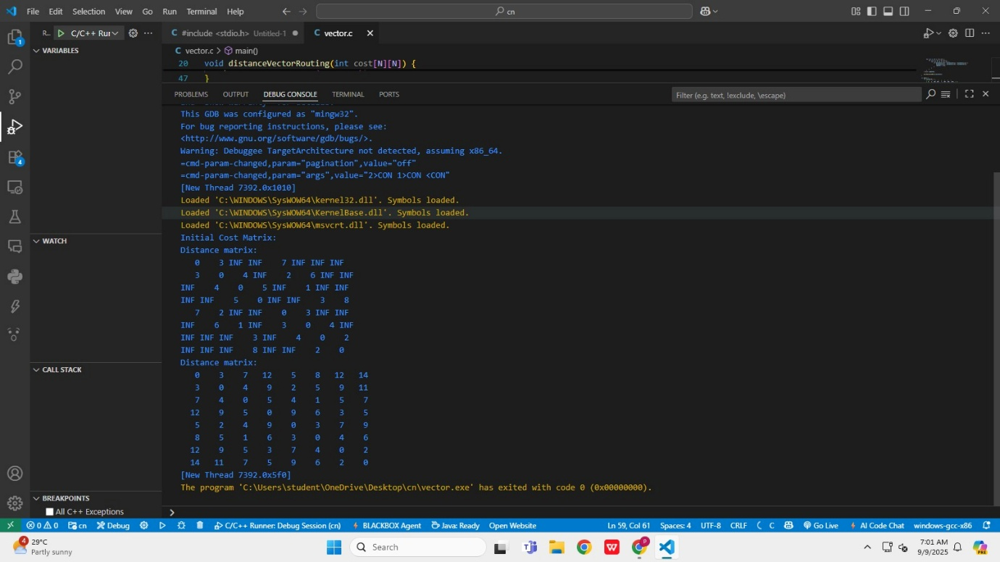 File Edit Selection View Go Run Terminal Help
cn
R... C/C++ Rur
#include <stdio.h> Untitled-1
vector.c
VARIABLES
vector.c > main()
20 void distanceVectorRouting(int cost[N][N]) {
47 }
PROBLEMS OUTPUT DEBUG CONSOLE TERMINAL PORTS
Filter (e.g. text, !exclude, \escape)
This GDB was configured as "mingw32".
For bug reporting instructions, please see:
<http://www.gnu.org/software/gdb/bugs/>.
Warning: Debuggee TargetArchitecture not detected, assuming x86_64.
=cmd-param-changed,param="pagination",value="off"
=cmd-param-changed,param="args",value="2>CON 1>CON <CON"
[New Thread 7392.0x1010]
Loaded 'C:\WINDOWS\SysWOW64\kernel32.dll'. Symbols loaded.
Loaded 'C:\WINDOWS\SysWOW64\KernelBase.dll'. Symbols loaded.
Loaded 'C:\WINDOWS\SysWOW64\msvcrt.dll'. Symbols loaded.
Initial Cost Matrix:
Distance matrix:
0 3 INF INF 7 INF INF INF
3 0 4 INF 2 6 INF INF
INF 4 0 5 INF 1 INF INF
INF INF 5 0 INF INF 3 8
7 2 INF INF 0 3 INF INF
INF 6 1 INF 3 0 4 INF
INF INF INF 3 INF 4 0 2
INF INF INF 8 INF INF 2 0
Distance matrix:
0 3 7 12 5 8 12 14
3 0 4 9 2 5 9 11
7 4 0 5 4 1 5 7
12 9 5 0 9 6 3 5
5 2 4 9 0 3 7 9
8 5 1 6 3 0 4 6
12 9 5 3 7 4 0 2
14 11 7 5 9 6 2 0
[New Thread 7392.0x5f0]
The program 'C:\Users\student\OneDrive\Desktop\cn\vector.exe' has exited with code 0 (0x00000000).
WATCH
CALL STACK
BREAKPOINTS
All C++ Exceptions
0 0 cn Debug C/C++ Runner: Debug Session (cn) BLACKBOX Agent Java: Ready Open Website Ln 59, Col 61 Spaces: 4 UTF-8 CRLF C Go Live AI Code Chat windows-gcc-x86
29°C
Partly sunny
Search
7:01 AM
9/9/2025